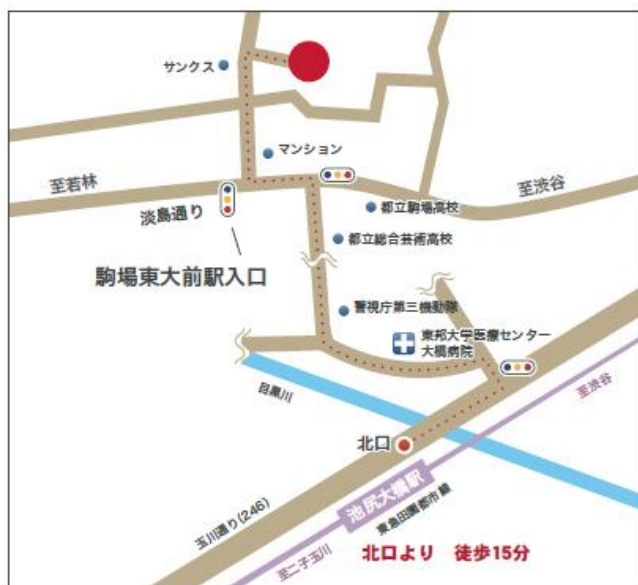 サンクス
マンション
至若林
淡島通り
至渋谷
都立駒場高校
都立総合芸術高校
駒場東大前駅入口
警視庁第三機動隊
東邦大学医療センター
大橋病院
目黒川
至渋谷
北口
池尻大橋駅
東急田園都市線
玉川通り(246)
至二子玉川
北口より 徒歩15分